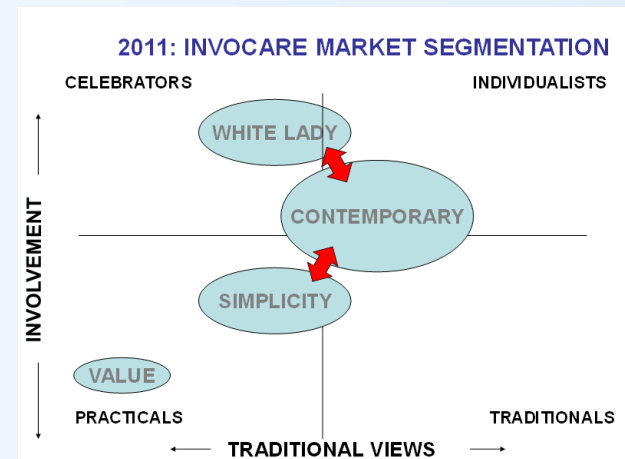 2011: INVOCARE MARKET SEGMENTATION
CELEBRATORS
INDIVIDUALISTS
WHITE LADY
CONTEMPORARY
INVOLVEMENT
SIMPLICITY
VALUE
PRACTICALS
TRADITIONALS
TRADITIONAL VIEWS